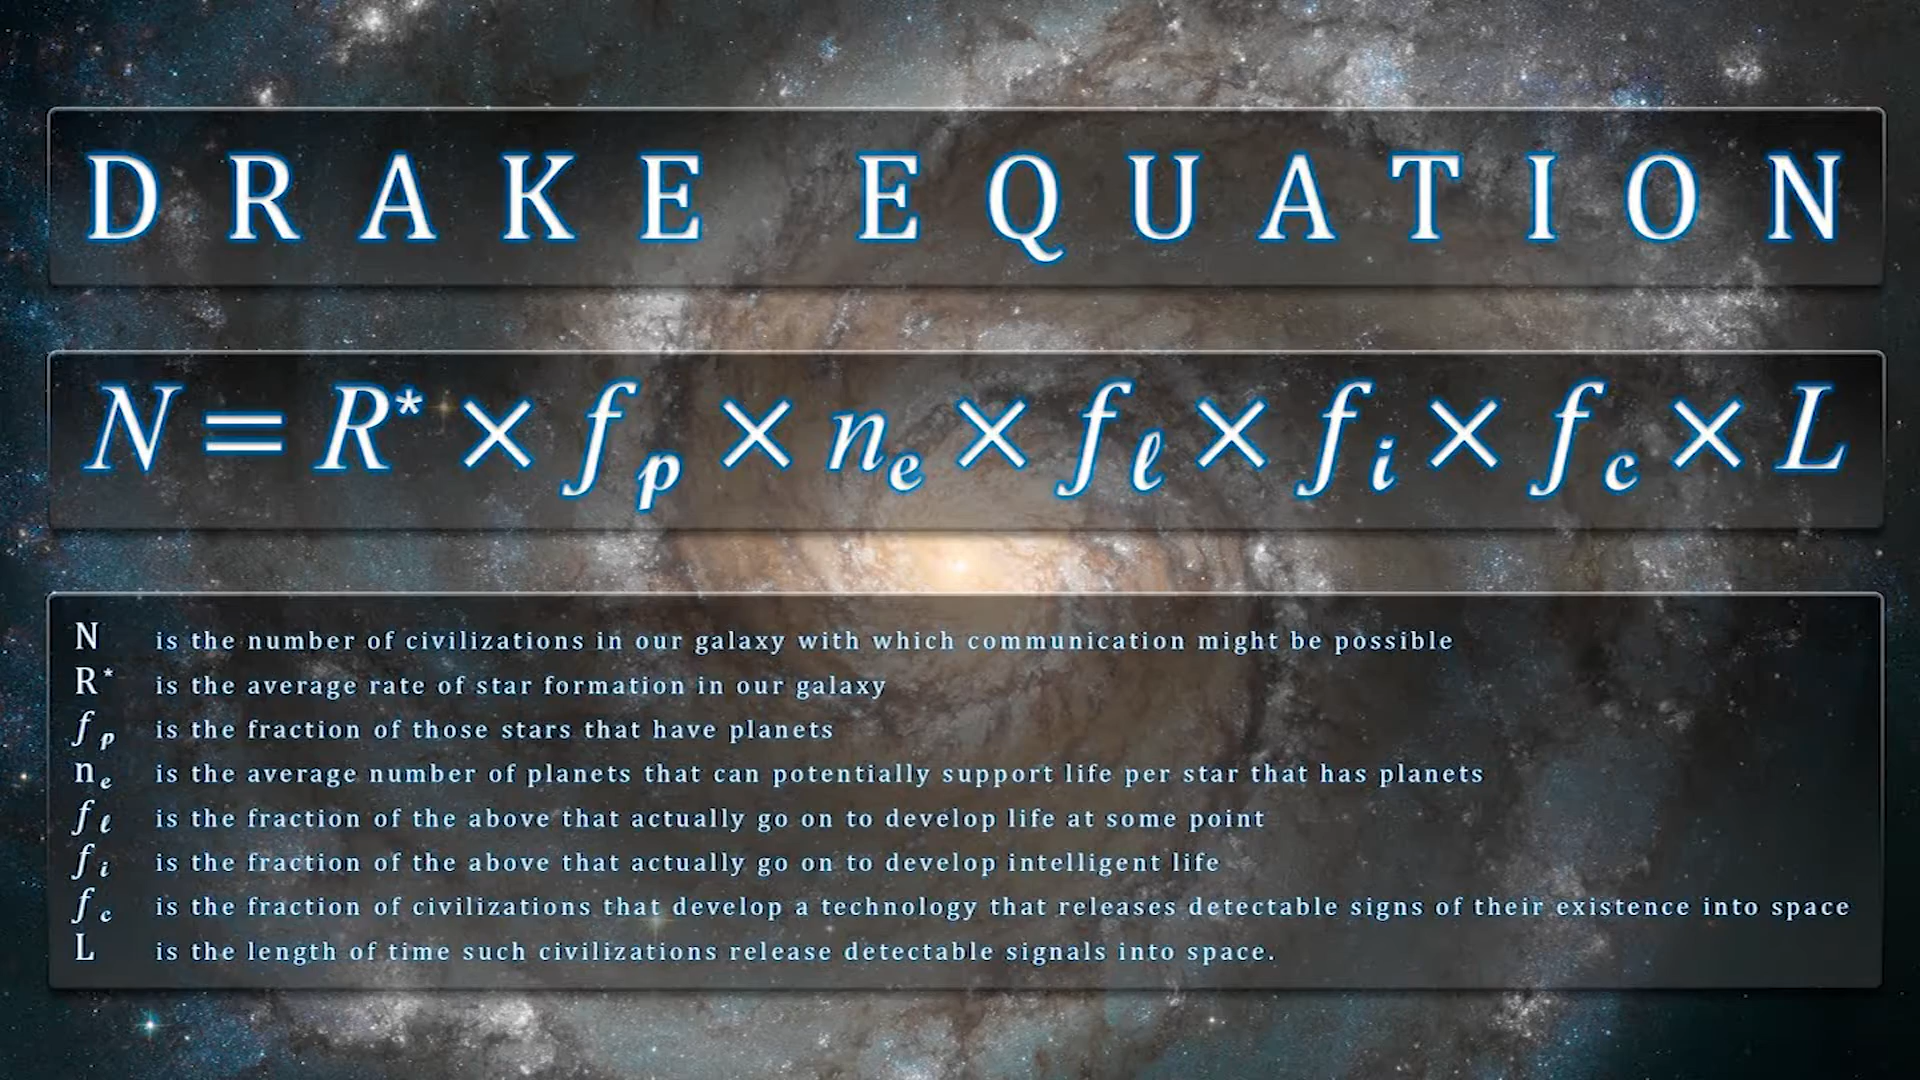 DRAKE EQUATION
N ≡ R* × fp × ne × fℓ × fi × fc × L
N is the number of civilizations in our galaxy with which communication might be possible
R* is the average rate of star formation in our galaxy
fp is the fraction of those stars that have planets
ne is the average number of planets that can potentially support life per star that has planets
fℓ is the fraction of the above that actually go on to develop life at some point
fi is the fraction of the above that actually go on to develop intelligent life
fc is the fraction of civilizations that develop a technology that releases detectable signs of their existence into space
L is the length of time such civilizations release detectable signals into space.